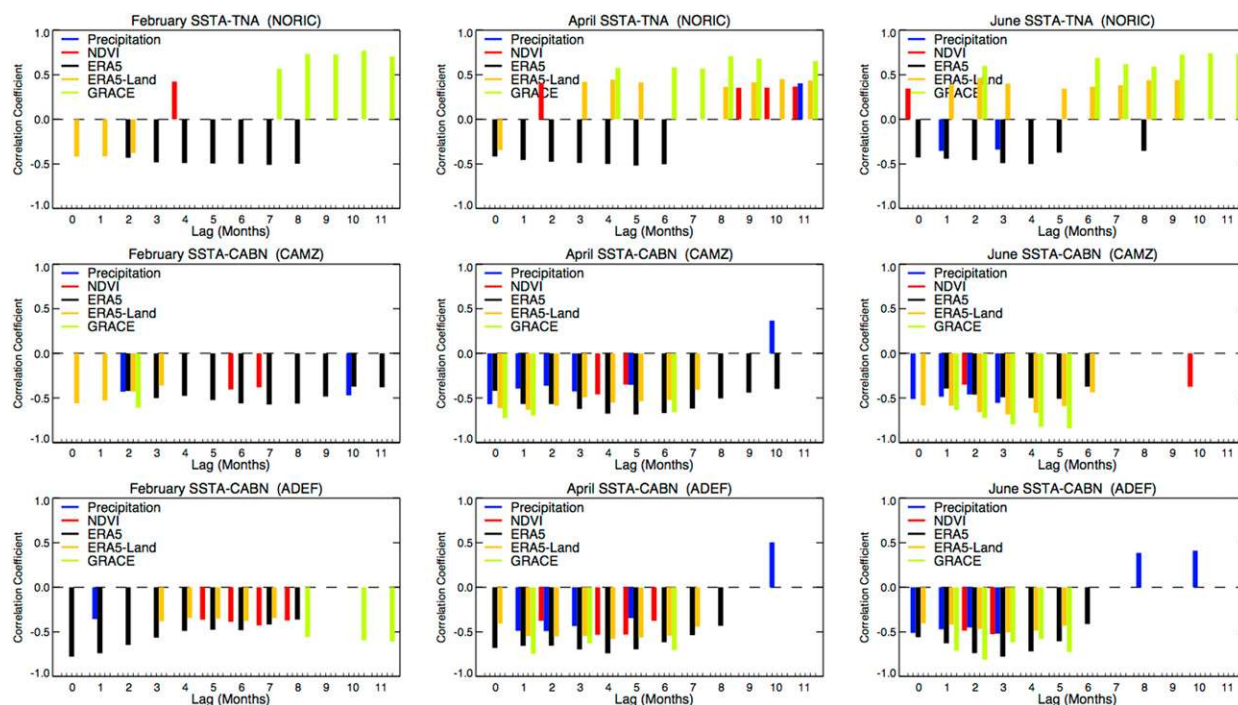 February SSTA-TNA (NORIC)
Correlation Coefficient
1.0
0.5
0.0
-0.5
-1.0
Precipitation
NDVI
ERA5
ERA5-Land
GRACE
0 1 2 3 4 5 6 7 8 9 10 11
Lag (Months)
April SSTA-TNA (NORIC)
Correlation Coefficient
1.0
0.5
0.0
-0.5
-1.0
Precipitation
NDVI
ERA5
ERA5-Land
GRACE
0 1 2 3 4 5 6 7 8 9 10 11
Lag (Months)
June SSTA-TNA (NORIC)
Correlation Coefficient
1.0
0.5
0.0
-0.5
-1.0
Precipitation
NDVI
ERA5
ERA5-Land
GRACE
0 1 2 3 4 5 6 7 8 9 10 11
Lag (Months)
February SSTA-CABN (CAMZ)
Correlation Coefficient
1.0
0.5
0.0
-0.5
-1.0
Precipitation
NDVI
ERA5
ERA5-Land
GRACE
0 1 2 3 4 5 6 7 8 9 10 11
Lag (Months)
April SSTA-CABN (CAMZ)
Correlation Coefficient
1.0
0.5
0.0
-0.5
-1.0
Precipitation
NDVI
ERA5
ERA5-Land
GRACE
0 1 2 3 4 5 6 7 8 9 10 11
Lag (Months)
June SSTA-CABN (CAMZ)
Correlation Coefficient
1.0
0.5
0.0
-0.5
-1.0
Precipitation
NDVI
ERA5
ERA5-Land
GRACE
0 1 2 3 4 5 6 7 8 9 10 11
Lag (Months)
February SSTA-CABN (ADEF)
Correlation Coefficient
1.0
0.5
0.0
-0.5
-1.0
Precipitation
NDVI
ERA5
ERA5-Land
GRACE
0 1 2 3 4 5 6 7 8 9 10 11
Lag (Months)
April SSTA-CABN (ADEF)
Correlation Coefficient
1.0
0.5
0.0
-0.5
-1.0
Precipitation
NDVI
ERA5
ERA5-Land
GRACE
0 1 2 3 4 5 6 7 8 9 10 11
Lag (Months)
June SSTA-CABN (ADEF)
Correlation Coefficient
1.0
0.5
0.0
-0.5
-1.0
Precipitation
NDVI
ERA5
ERA5-Land
GRACE
0 1 2 3 4 5 6 7 8 9 10 11
Lag (Months)